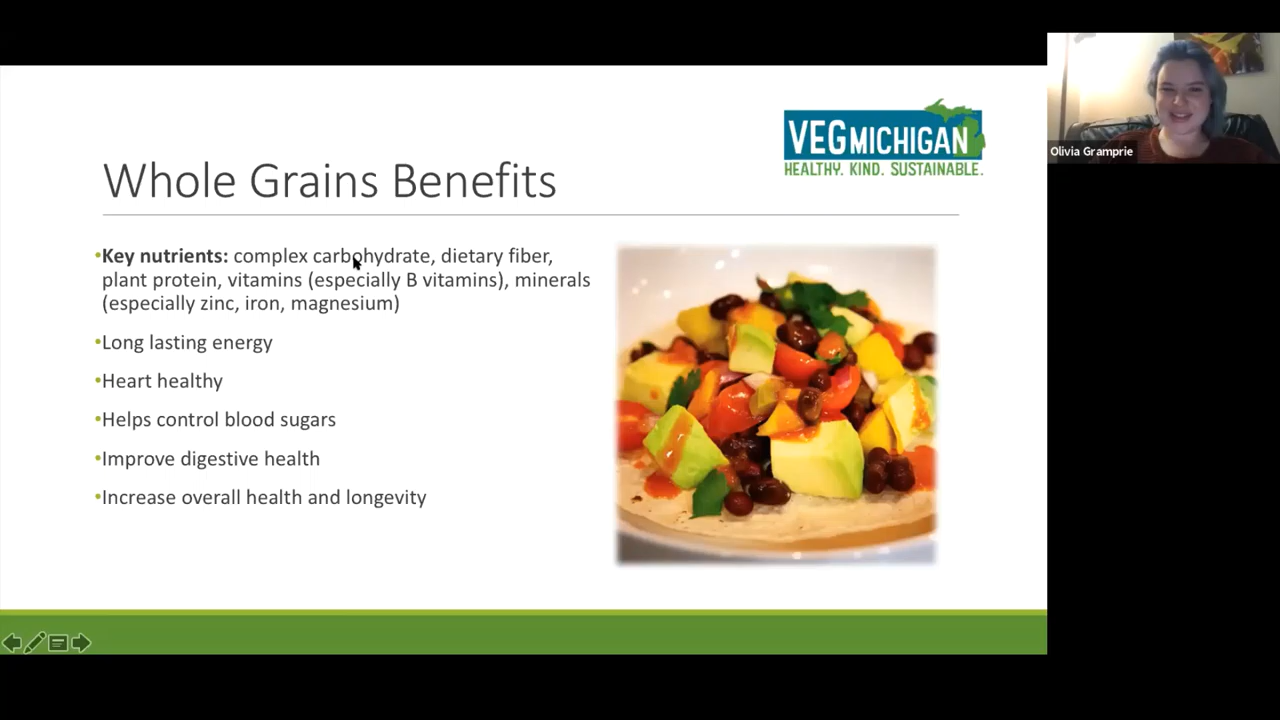 VEGMICHIGAN
HEALTHY. KIND. SUSTAINABLE.
Whole Grains Benefits
•Key nutrients: complex carbohydrate, dietary fiber,
plant protein, vitamins (especially B vitamins), minerals
(especially zinc, iron, magnesium)
•Long lasting energy
•Heart healthy
•Helps control blood sugars
•Improve digestive health
•Increase overall health and longevity
Olivia Gramprie